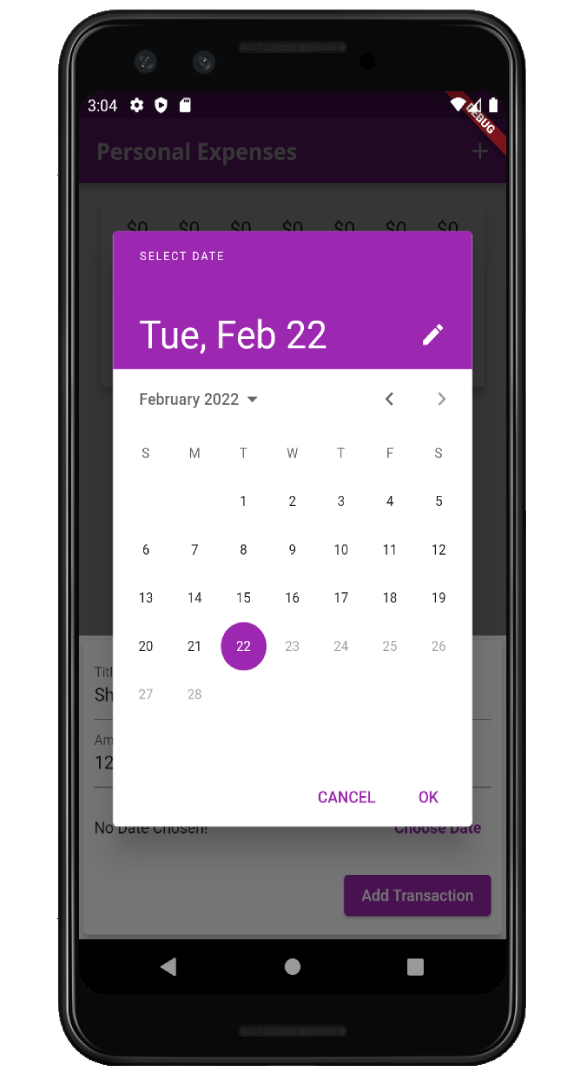 3:04
DEBUG
Personal Expenses +
$0 $0 $0 $0 $0 $0 $0
SELECT DATE
Tue, Feb 22
February 2022
S M T W T F S
1 2 3 4 5
6 7 8 9 10 11 12
13 14 15 16 17 18 19
20 21 22 23 24 25 26
27 28
CANCEL OK
Titl
Sh
Am
12
No Date Chosen! Choose Date
Add Transaction